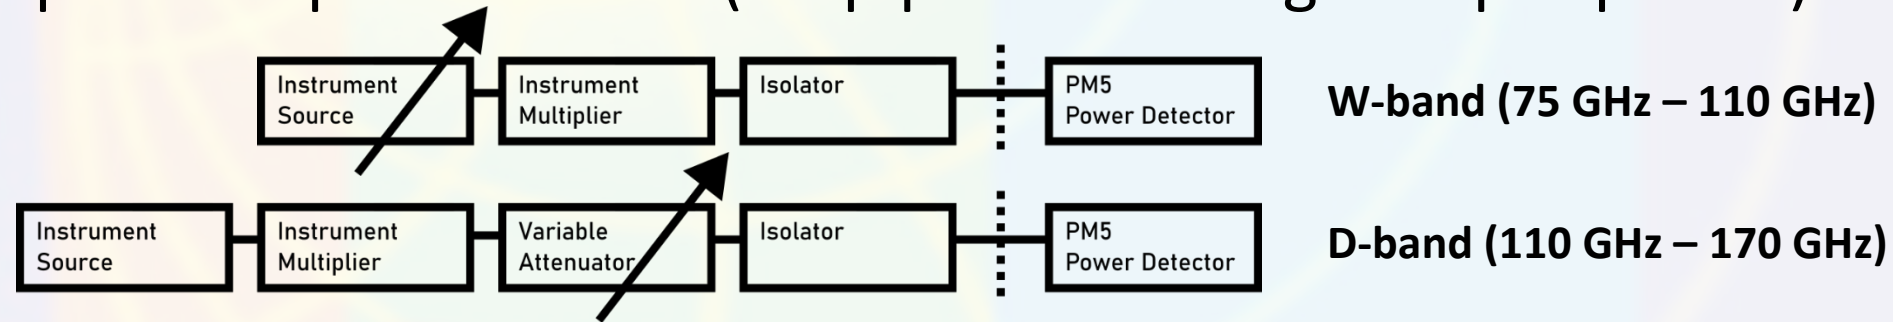 Instrument
Source
Instrument
Multiplier
Isolator
PM5
Power Detector
W-band (75 GHz – 110 GHz)
Instrument
Source
Instrument
Multiplier
Variable
Attenuator
Isolator
PM5
Power Detector
D-band (110 GHz – 170 GHz)